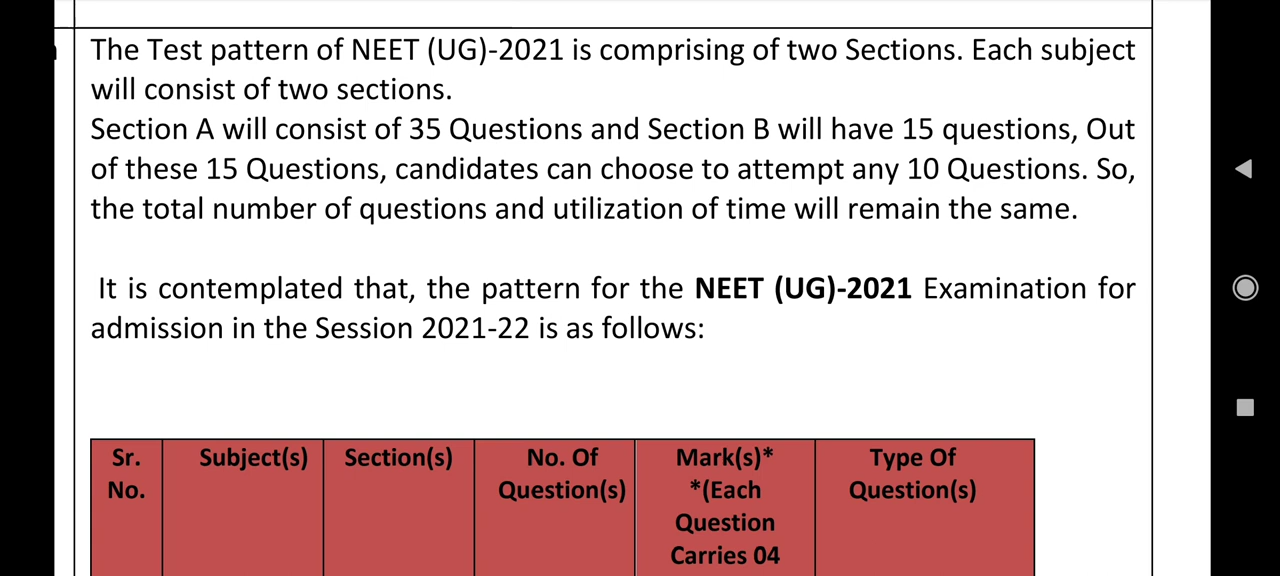 The Test pattern of NEET (UG)-2021 is comprising of two Sections. Each subject
will consist of two sections.
Section A will consist of 35 Questions and Section B will have 15 questions, Out
of these 15 Questions, candidates can choose to attempt any 10 Questions. So,
the total number of questions and utilization of time will remain the same.
It is contemplated that, the pattern for the NEET (UG)-2021 Examination for
admission in the Session 2021-22 is as follows:
Sr.
No.
Subject(s)
Section(s)
No. Of
Question(s)
Mark(s)*
*(Each
Question
Carries 04
Type Of
Question(s)